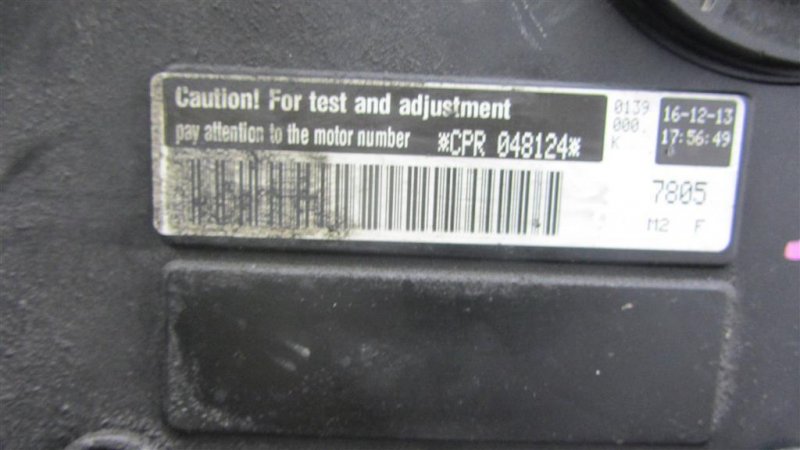 Caution! For test and adjustment
pay attention to the motor number *CPR 048124*
0139
000.
K
16-12-13
17:56:49
7805
M2 F